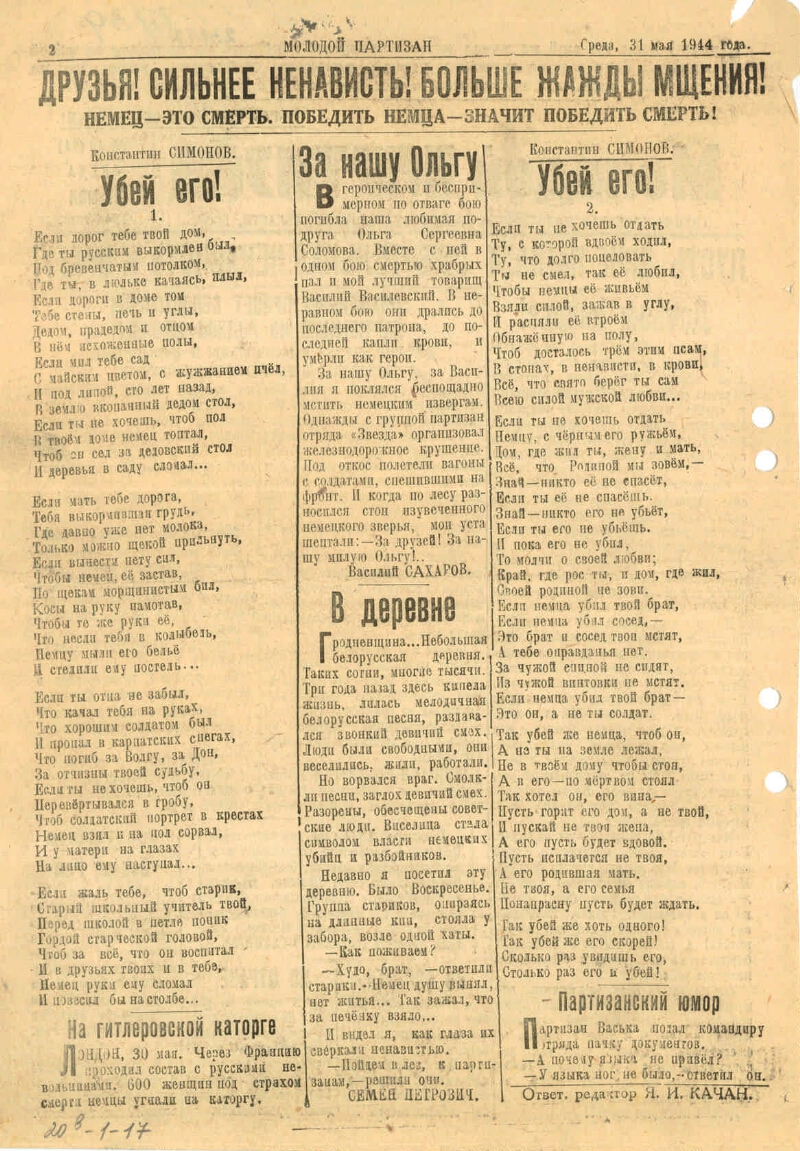 2
МОЛОДОЙ ПАРТИЗАН
Среда, 31 мая 1944 года.
ДРУЗЬЯ! СИЛЬНЕЕ НЕНАВИСТЬ! БОЛЬШЕ ЖАЖДЫ МЩЕНИЯ!
НЕМЕЦ—ЭТО СМЕРТЬ. ПОБЕДИТЬ НЕМЦА—ЗНАЧИТ ПОБЕДИТЬ СМЕРТЬ!
Константин СИМОНОВ.
Убей его!
1.
Если дорог тебе твой дом,
Где ты русским выкормлен был,
Под бревенчатым потолком,
Где ты, в люльке качаясь, плыл,
Если дороги в доме том
Тебе стены, печь и углы,
Дедом, прадедом и отцом
В нём исхоженные полы,
Если мил тебе сад
С майским цветом, с жужжанием пчёл,
И под липой, сто лет назад,
В землю вкопанный дедом стол,
Если ты не хочешь, чтоб пол
В твоём доме немец топтал,
Чтоб он сел за дедовский стол
И деревья в саду сломал...
Если мать тебе дорога,
Тебя выкормившая грудь,
Где давно уже нет молока,
Только можно щекой прильнуть,
Если вынести нету сил,
Чтобы немец, её застав,
По щекам морщинистым бил,
Косы на руку намотав,
Чтобы те же руки её,
Что несли тебя в колыбель,
Немцу мыли его бельё
И стелили ему постель...
Если ты отца не забыл,
Что качал тебя на руках,
Что хорошим солдатом был
И пропал в карпатских снегах,
Что погиб за Волгу, за Дон,
За отчизны твоей судьбу,
Если ты не хочешь, чтоб он
Перевёртывался в гробу,
Чтоб солдатский портрет в крестах
Немец взял и на пол сорвал,
И у матери на глазах
На лицо ему наступал...
Если жаль тебе, чтоб старик,
Старый школьный учитель твой,
Перед школой в петле поник
Гордой старческой головой,
Чтоб за всё, что он воспитал
И в друзьях твоих и в тебе,
Немец руки ему сломал
И повесил бы на столбе...
На гитлеровской каторге
ЛОНДОН, 30 мая. Через Францию
проходил состав с русскими не-
вольницами. 600 женщин под страхом
смерти немцы угнали на каторгу.
За нашу Ольгу
В героическом и беспри-
мерном по отваге бою
погибла наша любимая по-
друга Ольга Сергеевна
Соломова. Вместе с ней в
одном бою смертью храбрых
пал и мой лучший товарищ
Василий Василевский. В не-
равном бою они дрались до
последнего патрона, до по-
следней капли крови, и
умерли как герои.
За нашу Ольгу, за Васи-
лия я поклялся беспощадно
мстить немецким извергам.
Однажды с группой партизан
отряда «Звезда» организовал
железнодорожное крушение.
Под откос полетели вагоны
с солдатами, спешившими на
фронт. И когда по лесу раз-
носился стон изувеченного
немецкого зверья, мои уста
шептали:—За друзей! За на-
шу милую Ольгу!..
Василий САХАРОВ.
В деревне
Гродненщина...Небольшая
белорусская деревня.
Таких сотни, многие тысячи.
Три года назад здесь кипела
жизнь, лилась мелодичная
белорусская песня, раздава-
лся звонкий девичий смех.
Люди были свободными, они
веселились, жили, работали.
Но ворвался враг. Смолк-
ли песни, заглох девичий смех.
Разорены, обесчещены совет-
ские люди. Виселица стала
символом власти немецких
убийц и разбойников.
Недавно я посетил эту
деревню. Было Воскресенье.
Группа стариков, опираясь
на длинные кии, стояла у
забора, возле одной хаты.
—Как поживаем?
—Худо, брат, —ответили
старики.—Немец душу вынял,
нет житья... Так зажал, что
за печёнку взяло...
И видел я, как глаза их
сверкали ненавистью.
—Пойдем в лес, к парти-
занам,—решили они.
СЕМЕН ПЕТРОЗИЧ.
Константин СИМОНОВ.
Убей его!
2.
Если ты не хочешь отдать
Ту, с которой вдвоём ходил,
Ту, что долго поцеловать
Ты не смел, так её любил,
Чтобы немцы её живьём
Взяли силой, зажав в углу,
И распяли её втроём
Обнажённую на полу,
Чтоб досталось трём этим псам,
В стонах, в ненависти, в крови,
Всё, что свято берёг ты сам
Всею силой мужской любви...
Если ты не хочешь отдать
Немцу, с чёрным его ружьём,
Дом, где жил ты, жену и мать,
Всё, что Родиной мы зовём,—
Знай—никто её не спасёт,
Если ты её не спасёшь.
Знай—никто его не убьёт,
Если ты его не убьёшь.
И пока его не убил,
То молчи о своей любви;
Край, где рос ты, и дом, где жил,
Своей родиной не зови.
Если немца убил твой брат,
Если немца убил сосед,—
Это брат и сосед твой мстят,
А тебе оправданья нет.
За чужой спиной не сидят,
Из чужой винтовки не мстят.
Если немца убил твой брат—
Это он, а не ты солдат.
Так убей же немца, чтоб он,
А не ты на земле лежал,
Не в твоём дому чтобы стон,
А в его—по мёртвом стоял
Так хотел он, его вина,—
Пусть горит его дом, а не твой,
И пускай не твоя жена,
А его пусть будет вдовой.
Пусть исплачется не твоя,
А его родившая мать.
Не твоя, а его семья
Понапрасну пусть будет ждать.
Так убей же хоть одного!
Так убей же его скорей!
Сколько раз увидишь его,
Столько раз его и убей!
- Партизанский юмор
Партизан Васька подал командиру
отряда пачку документов.
—А почему языка не привёл?
—У языка ног не было,—ответил он.
Ответ. редактор Я. И. КАЧАН.
20 8-1-17